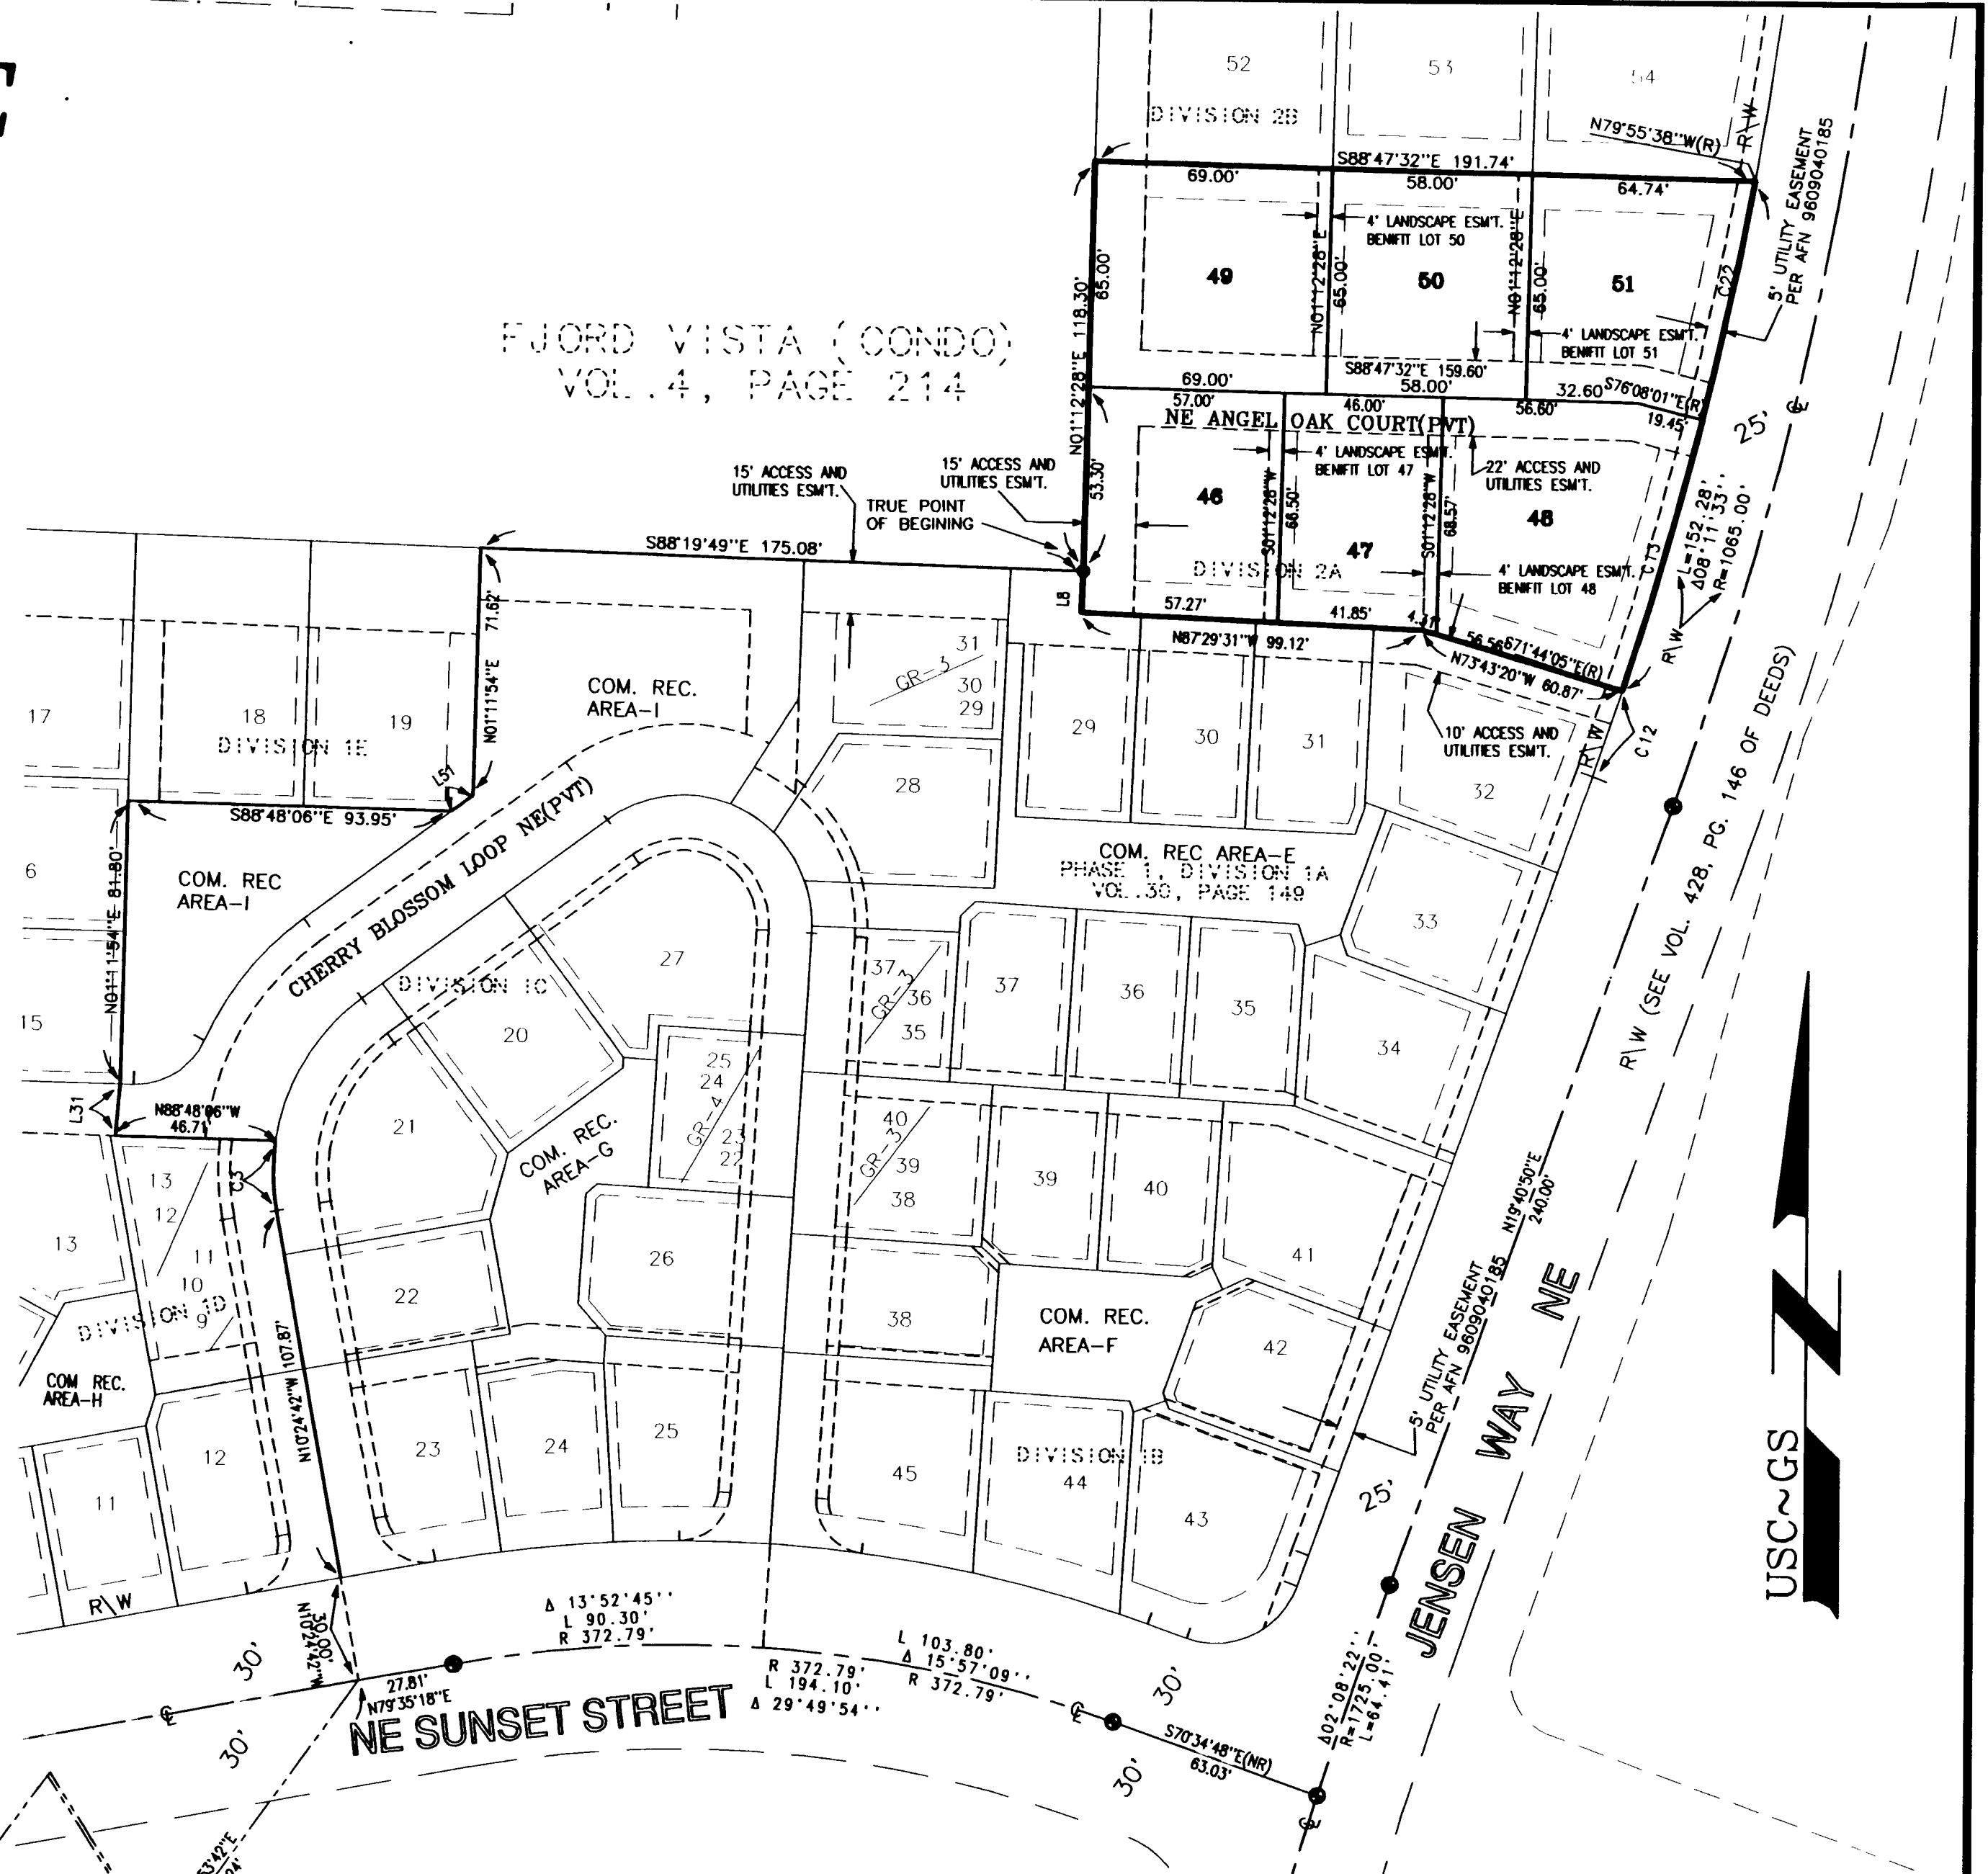 52
53
54
DIVISION 2B
N79°55'38''W(R)
R\W
5' UTILITY EASEMENT
PER AFN 9609040185
S88°47'32''E 191.74'
69.00'
58.00'
64.74'
4' LANDSCAPE ESM'T.
BENIFIT LOT 50
N01°12'28''E
65.00'
N01°12'28''E
65.00'
49
50
51
C22
N01°12'28''E 118.30'
65.00'
4' LANDSCAPE ESM'T.
BENIFIT LOT 51
FJORD VISTA (CONDO)
VOL.4, PAGE 214
S88°47'32''E 159.60'
69.00'
58.00'
32.60
S76°08'01''E(R)
19.45'
57.00'
46.00'
56.60'
NE ANGEL OAK COURT(PVT)
25'
4' LANDSCAPE ESM'T.
BENIFIT LOT 47
22' ACCESS AND
UTILITIES ESM'T.
15' ACCESS AND
UTILITIES ESM'T.
15' ACCESS AND
UTILITIES ESM'T.
TRUE POINT
OF BEGINING
53.30'
46
S01°12'28''W
66.50'
47
S01°12'28''W
68.57'
48
C13
L=152.28'
Δ08°11'33''
R=1065.00'
DIVISION 2A
4' LANDSCAPE ESM'T.
BENIFIT LOT 48
S88°19'49''E 175.08'
L8
57.27'
41.85'
4.31'
56.56
S71°44'05''E(R)
N87°29'31''W 99.12'
N73°43'20''W 60.87'
R\W
10' ACCESS AND
UTILITIES ESM'T.
C12
R\W
N01°11'54''E 71.62'
COM. REC.
AREA-I
31
GR-3
30
29
29
30
31
32
17
18
19
DIVISION 1E
L51
S88°48'06''E 93.95'
28
CHERRY BLOSSOM LOOP NE(PVT)
COM. REC AREA-E
PHASE 1, DIVISION 1A
VOL.30, PAGE 149
R\W (SEE VOL. 428, PG. 146 OF DEEDS)
6
N01°11'54''E 81.80'
COM. REC
AREA-I
33
27
DIVISION 1C
37
GR-3
36
35
37
36
35
34
15
20
25
24
GR-4
23
22
L31
N88°48'06''W
46.71'
21
COM. REC.
AREA-G
40
GR-3
39
38
39
40
41
C3
13
12
11
10
9
13
DIVISION 1D
26
22
38
COM. REC.
AREA-F
42
N19°40'50''E
240.00'
5' UTILITY EASEMENT
PER AFN 9609040185
COM REC.
AREA-H
N10°24'42''W 107.87'
12
11
23
24
25
45
DIVISION 1B
44
43
25'
JENSEN WAY NE
USC~GS
R\W
30.00'
N10°24'42''W
30'
30'
27.81'
N79°35'18''E
Δ 13°52'45''
L 90.30'
R 372.79'
L 103.80'
Δ 15°57'09''
R 372.79'
R 372.79'
L 194.10'
Δ 29°49'54''
NE SUNSET STREET
30'
30'
S70°34'48''E(NR)
63.03'
Δ02°08'22''
R=1725.00'
L=64.41'